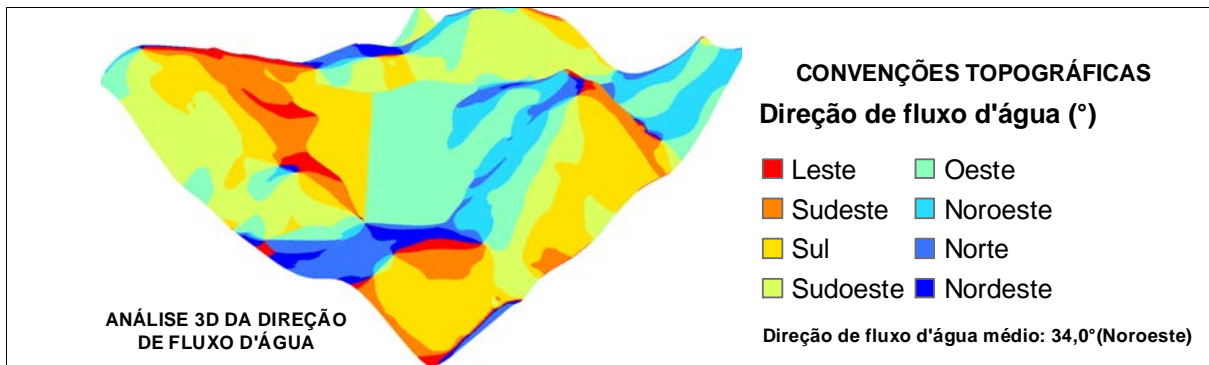 CONVENÇÕES TOPOGRÁFICAS
Direção de fluxo d'água (°)
Leste
Oeste
Sudeste
Noroeste
Sul
Norte
Sudoeste
Nordeste
ANÁLISE 3D DA DIREÇÃO
DE FLUXO D'ÁGUA
Direção de fluxo d'água médio: 34,0°(Noroeste)